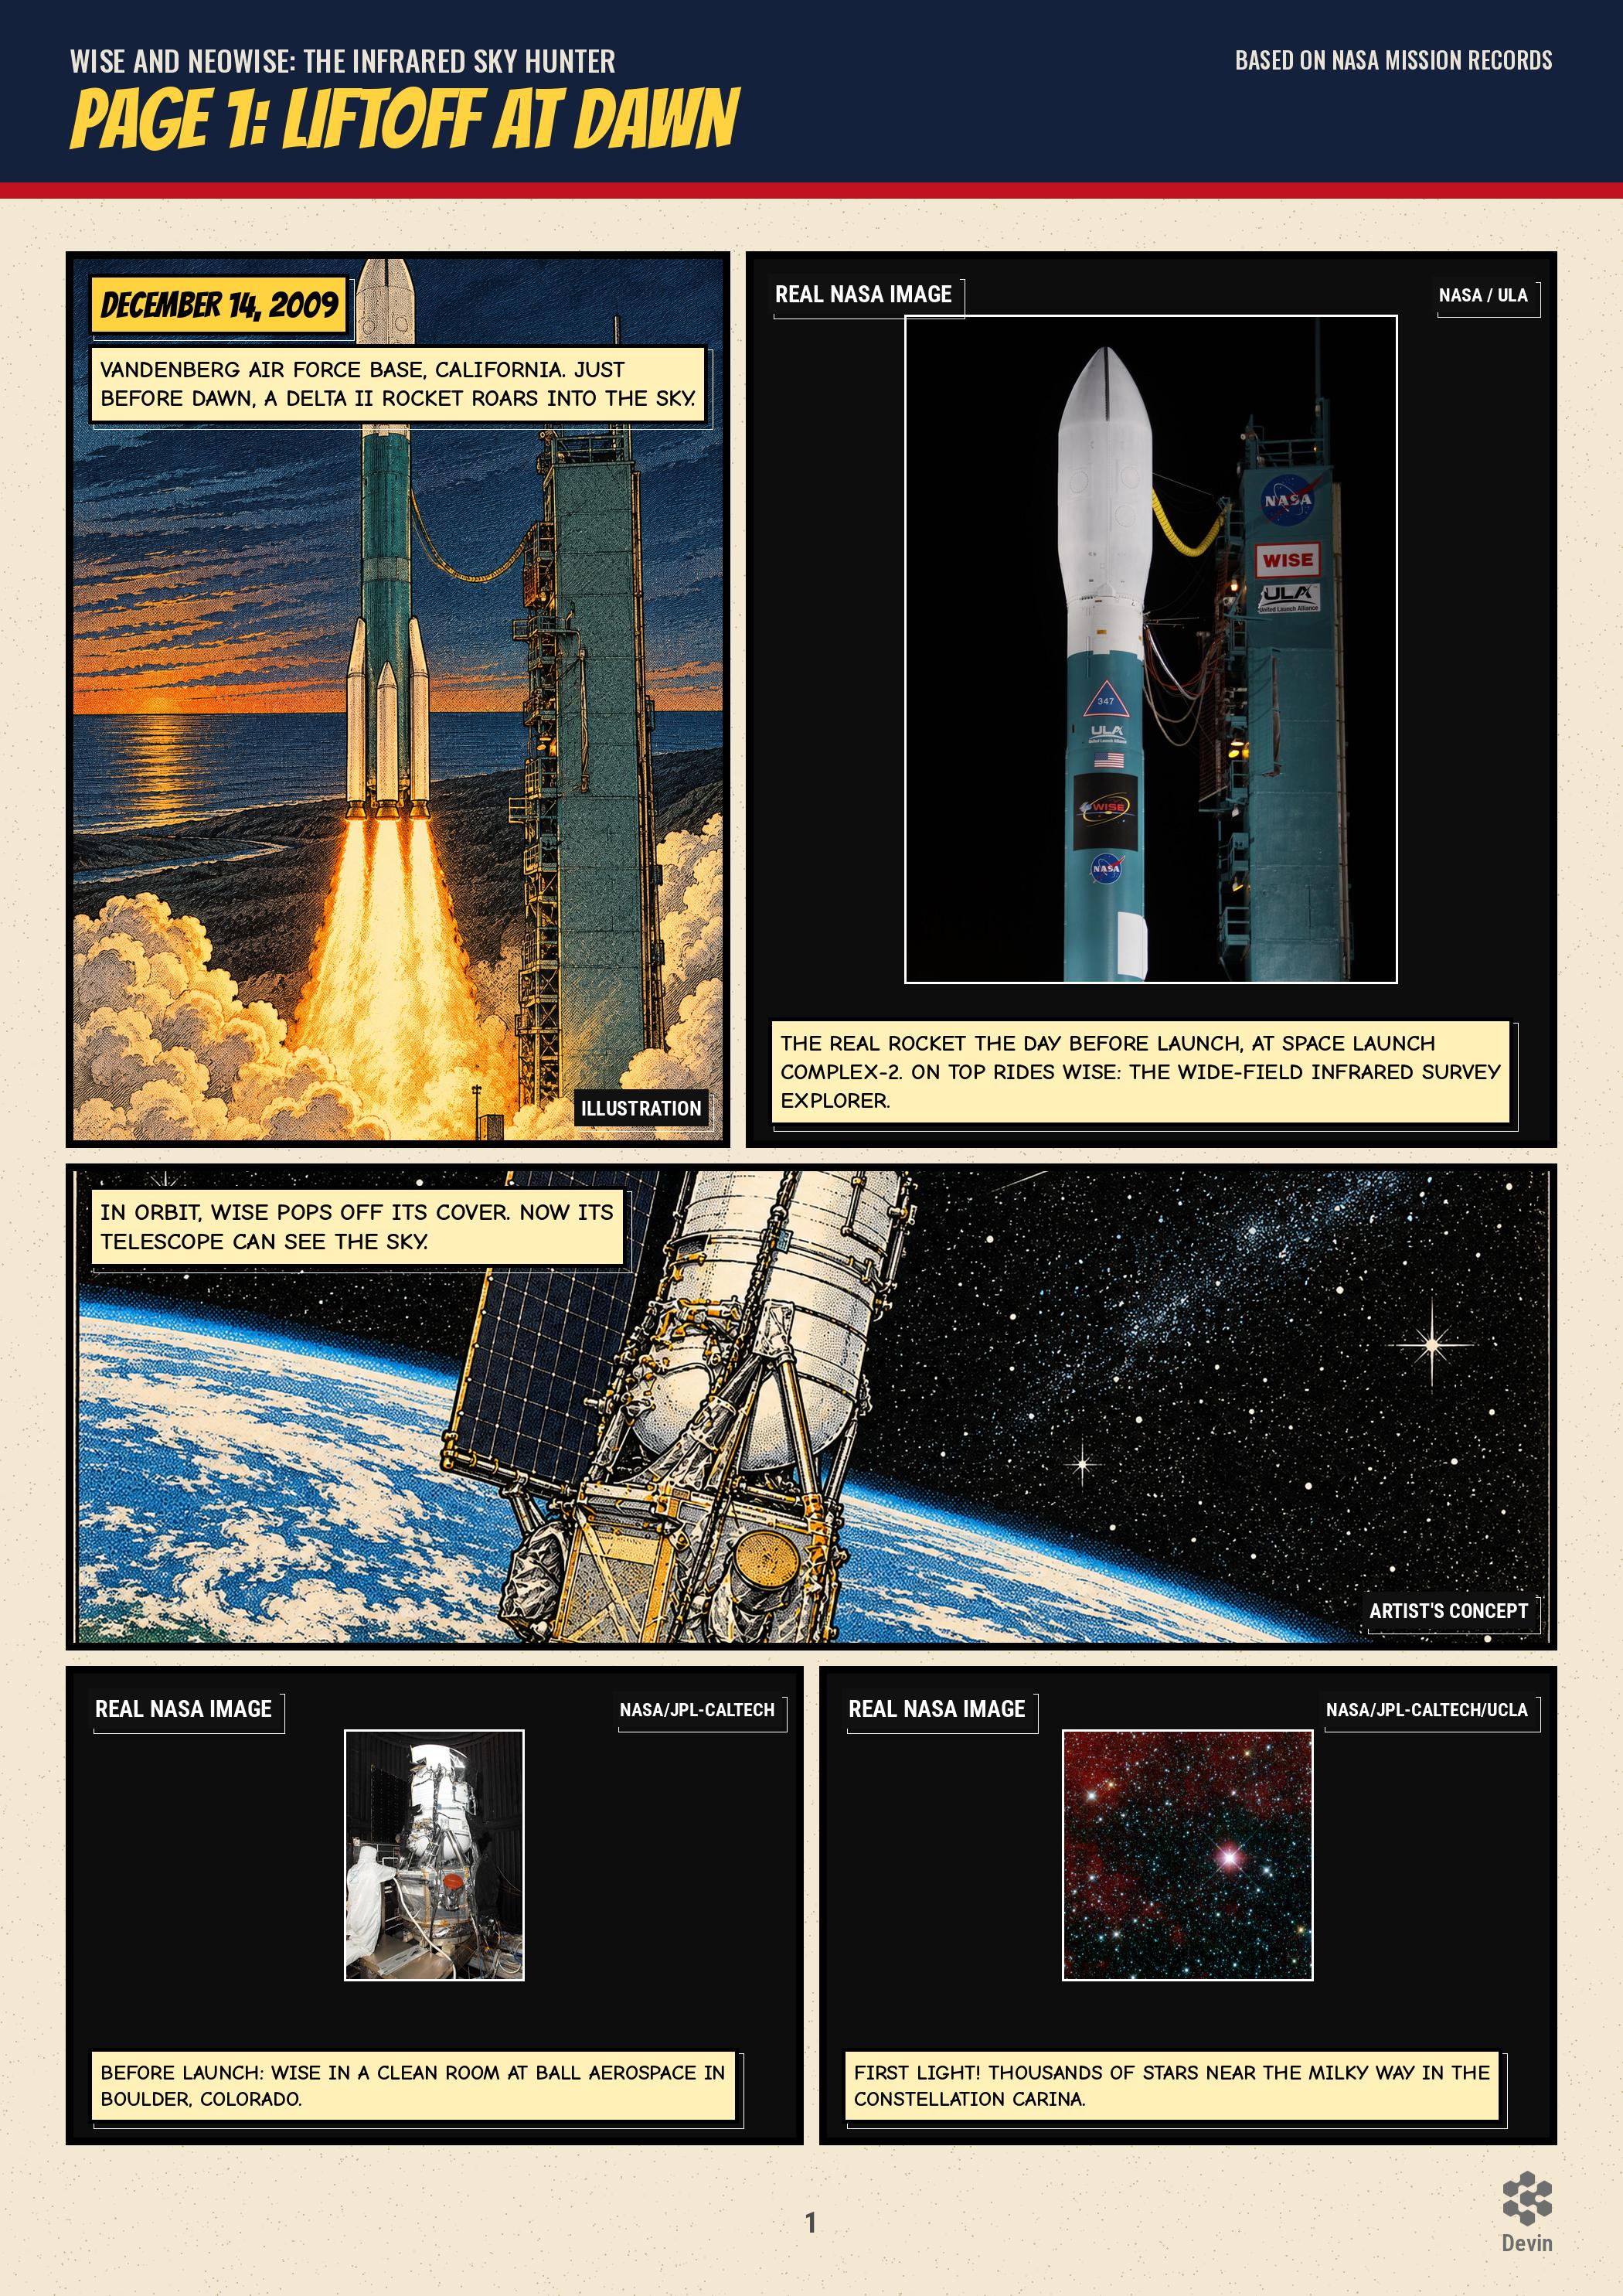 WISE AND NEOWISE: THE INFRARED SKY HUNTER
BASED ON NASA MISSION RECORDS
PAGE 1: LIFTOFF AT DAWN
DECEMBER 14, 2009
VANDENBERG AIR FORCE BASE, CALIFORNIA. JUST
BEFORE DAWN, A DELTA II ROCKET ROARS INTO THE SKY.
ILLUSTRATION
REAL NASA IMAGE
NASA / ULA
NASA
WISE
ULA
United Launch Alliance
347
ULA
United Launch Alliance
WISE
NASA
THE REAL ROCKET THE DAY BEFORE LAUNCH, AT SPACE LAUNCH
COMPLEX-2. ON TOP RIDES WISE: THE WIDE-FIELD INFRARED SURVEY
EXPLORER.
IN ORBIT, WISE POPS OFF ITS COVER. NOW ITS
TELESCOPE CAN SEE THE SKY.
ARTIST'S CONCEPT
REAL NASA IMAGE
NASA/JPL-CALTECH
BEFORE LAUNCH: WISE IN A CLEAN ROOM AT BALL AEROSPACE IN
BOULDER, COLORADO.
REAL NASA IMAGE
NASA/JPL-CALTECH/UCLA
FIRST LIGHT! THOUSANDS OF STARS NEAR THE MILKY WAY IN THE
CONSTELLATION CARINA.
1
Devin